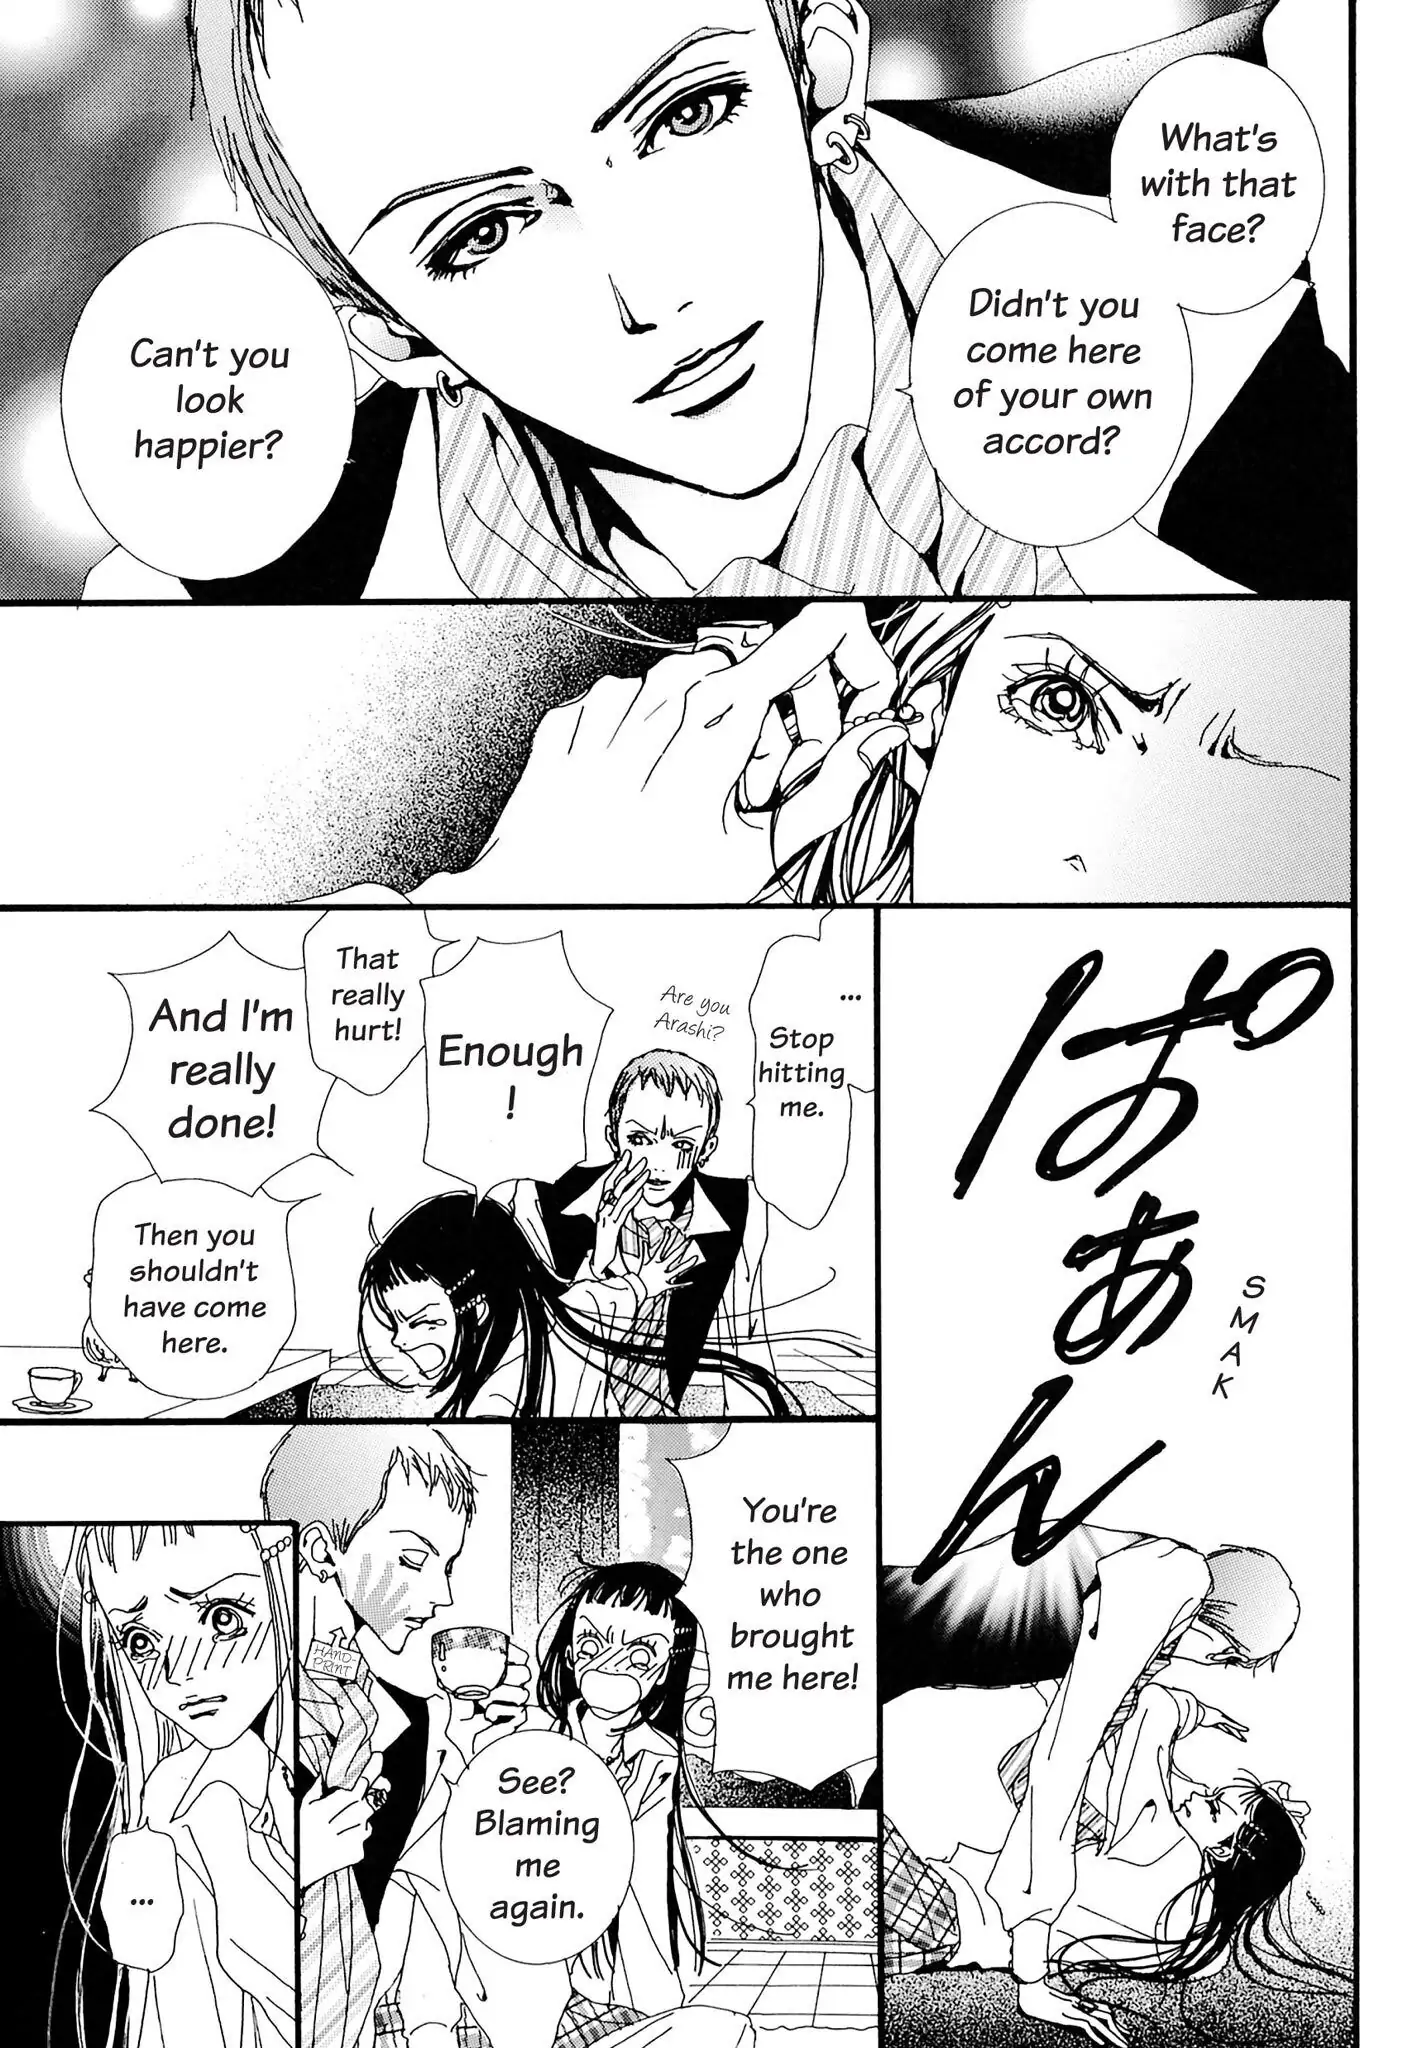 What's
with that
face?
Didn't you
come here
of your own
accord?
Can't you
look
happier?
ぱあん
SMAK
...
Stop
hitting
me.
Are you
Arashi?
Enough
!
That
really
hurt!
And I'm
really
done!
Then you
shouldn't
have come
here.
You're
the one
who
brought
me here!
See?
Blaming
me
again.
HAND-
PRINT
...